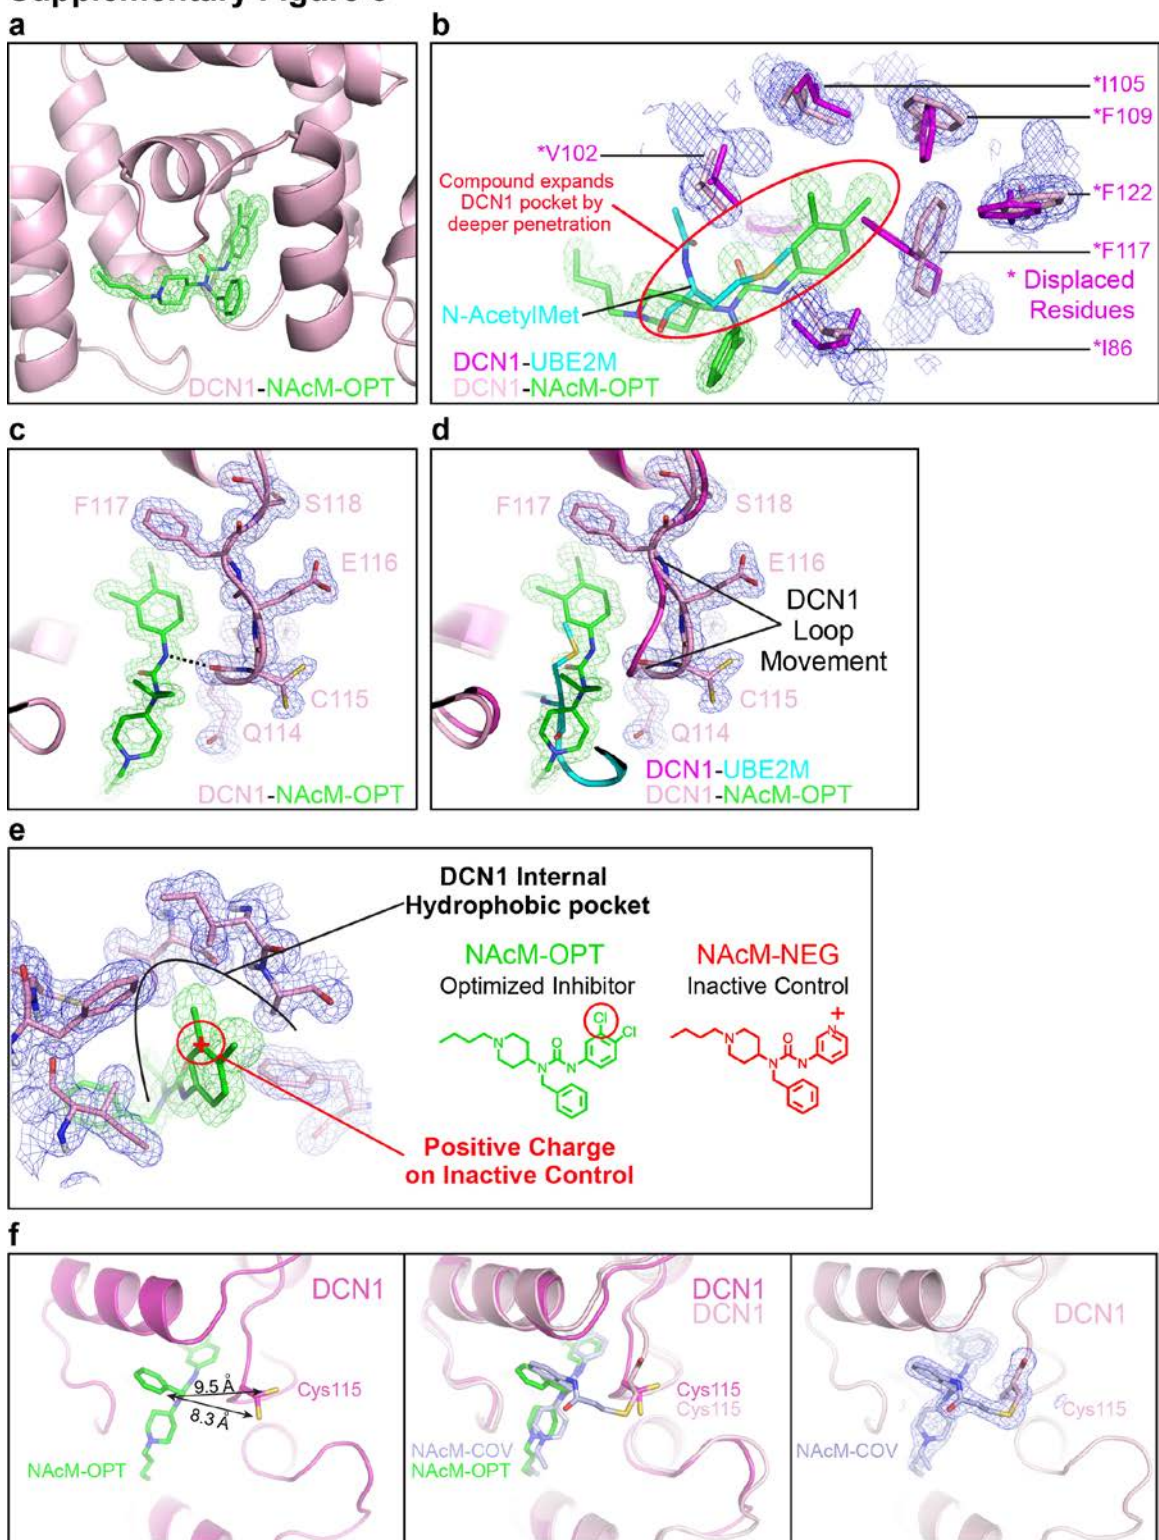 a
DCN1-NAcM-OPT
b
*I105
*F109
*V102
Compound expands
DCN1 pocket by
deeper penetration
*F122
*F117
* Displaced
Residues
N-AcetylMet
*I86
DCN1-UBE2M
DCN1-NAcM-OPT
c
F117
S118
E116
C115
Q114
DCN1-NAcM-OPT
d
F117
S118
E116
DCN1
Loop
Movement
C115
Q114
DCN1-UBE2M
DCN1-NAcM-OPT
e
DCN1 Internal
Hydrophobic pocket
NAcM-OPT
Optimized Inhibitor
Cl
Cl
N
O
N
N
NAcM-NEG
Inactive Control
+
N
O
N
N
N
+
Positive Charge
on Inactive Control
f
DCN1
9.5 Å
8.3 Å
Cys115
NAcM-OPT
DCN1
DCN1
Cys115
Cys115
NAcM-COV
NAcM-OPT
DCN1
Cys115
NAcM-COV